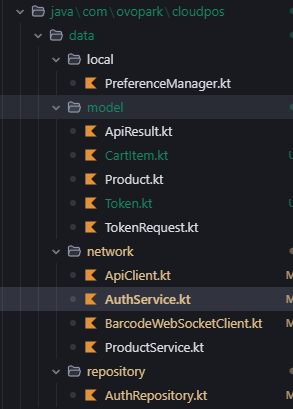 java\com\ovopark\cloudpos
data
local
PreferenceManager.kt
model
ApiResult.kt
CartItem.kt
Product.kt
Token.kt
TokenRequest.kt
network
ApiClient.kt
AuthService.kt
BarcodeWebSocketClient.kt
ProductService.kt
repository
AuthRepository.kt